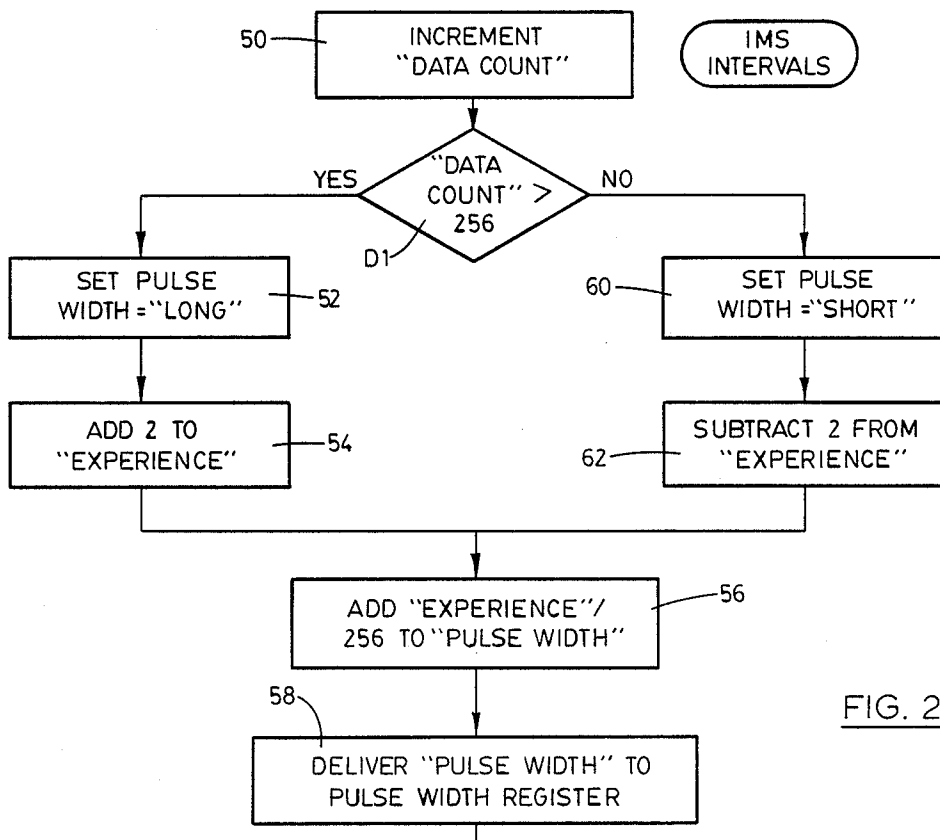 50
INCREMENT
"DATA COUNT"
IMS
INTERVALS
YES
"DATA
COUNT" >
256
NO
D1
SET PULSE
WIDTH = "LONG"
52
60
SET PULSE
WIDTH = "SHORT"
ADD 2 TO
"EXPERIENCE"
54
62
SUBTRACT 2 FROM
"EXPERIENCE"
ADD "EXPERIENCE"/
256 TO "PULSE WIDTH"
56
58
FIG. 2
DELIVER "PULSE WIDTH" TO
PULSE WIDTH REGISTER